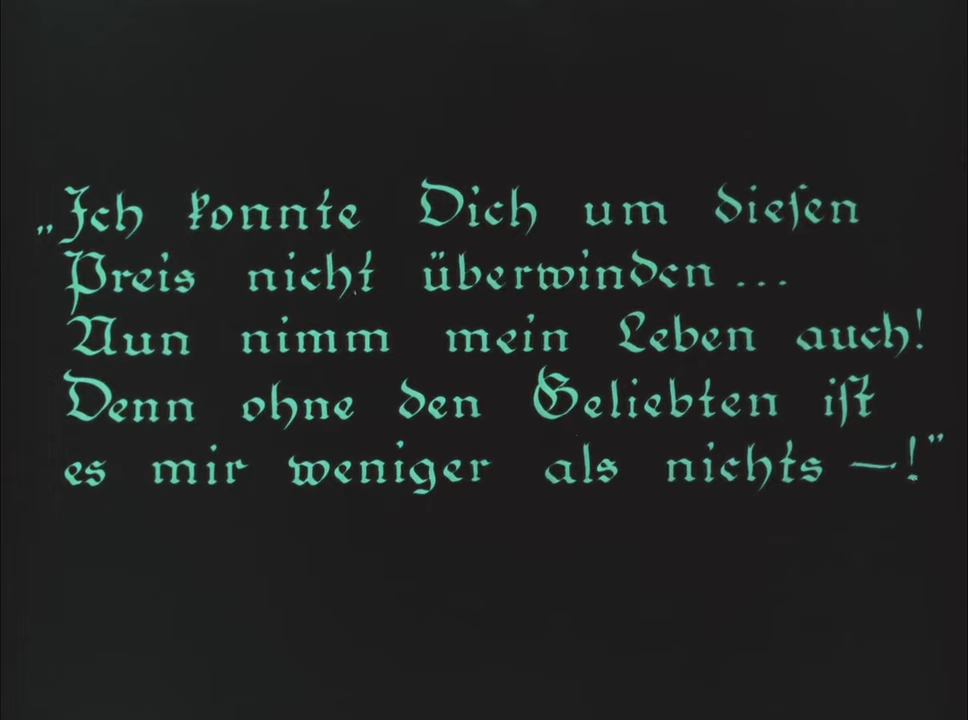 „Ich konnte Dich um dieſen
Preis nicht überwinden...
Nun nimm mein Leben auch!
Denn ohne den Geliebten iſt
es mir weniger als nichts —!"